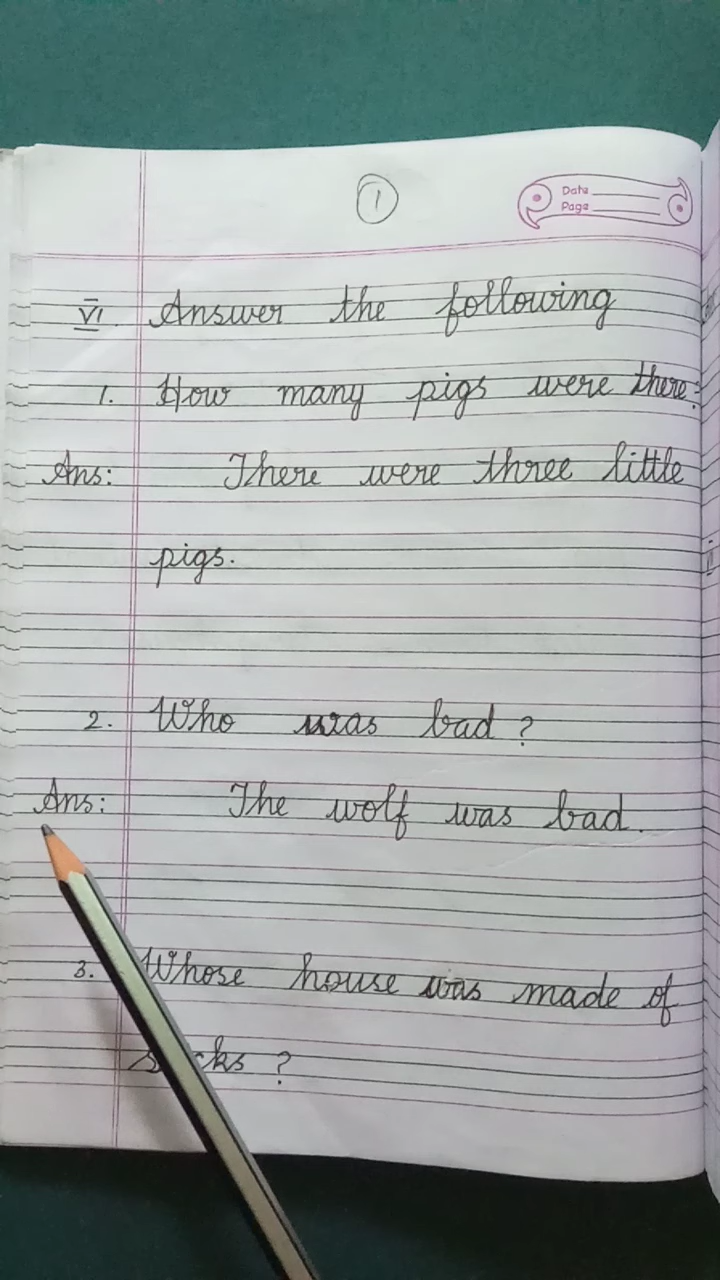 1
Date
Page
VI. Answer the following
1. How many pigs were there?
Ans: There were three little
pigs.
2. Who was bad?
Ans: The wolf was bad.
3. Whose house was made of
?